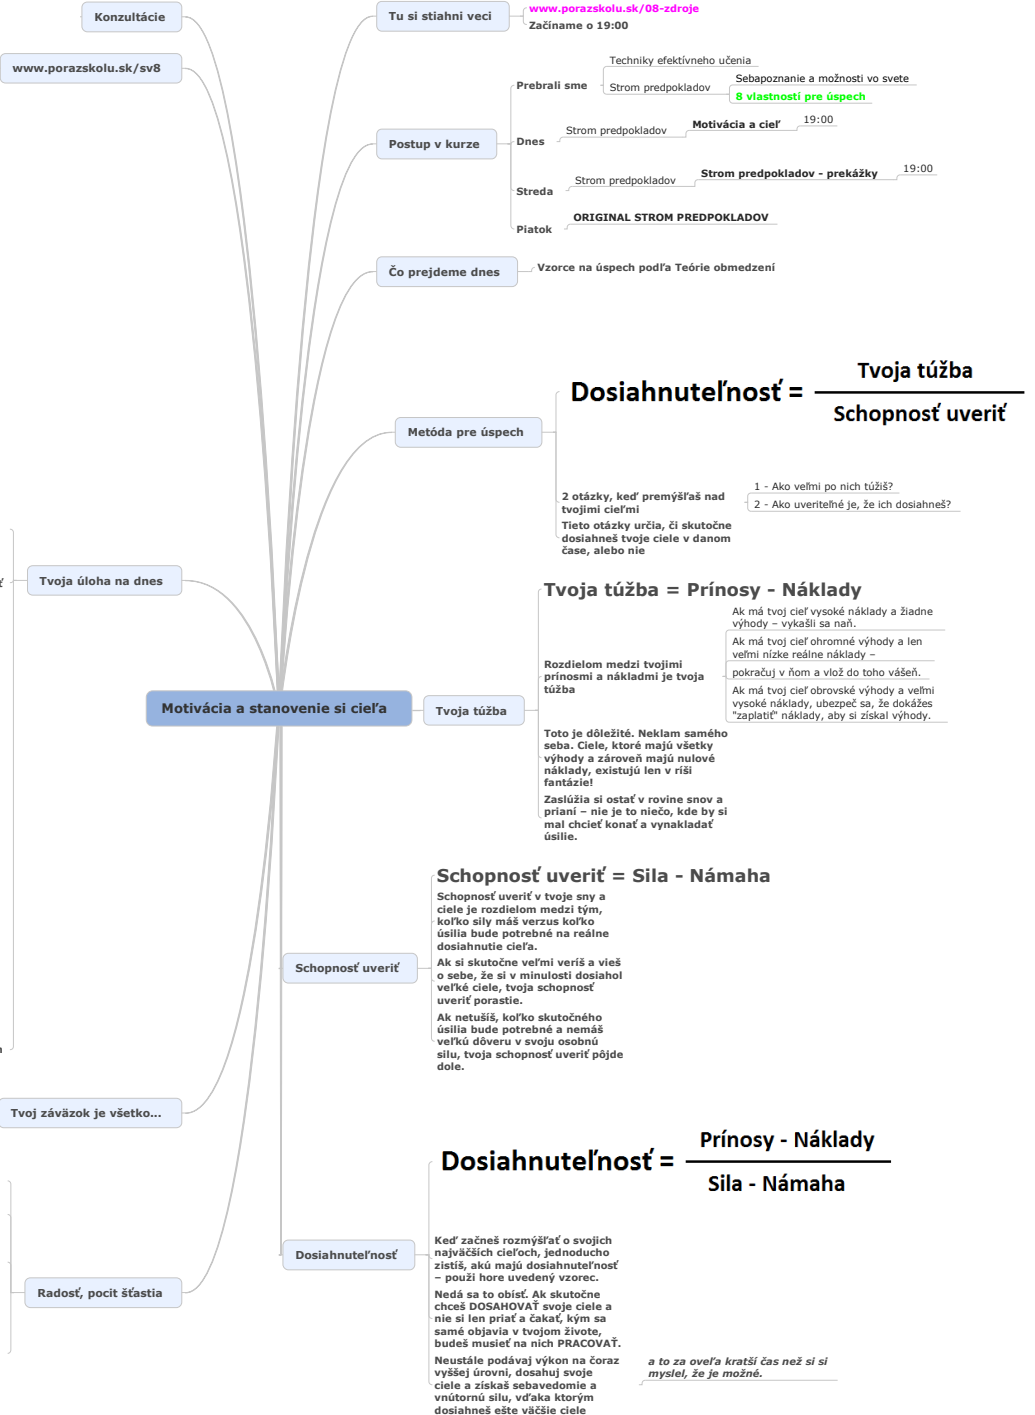 Konzultácie
www.porazskolu.sk/sv8
Tu si stiahni veci
www.porazskolu.sk/08-zdroje
Začíname o 19:00
Postup v kurze
Prebrali sme
Techniky efektívneho učenia
Strom predpokladov
Sebapoznanie a možnosti vo svete
8 vlastností pre úspech
Dnes
Strom predpokladov
Motivácia a cieľ
19:00
Streda
Strom predpokladov
Strom predpokladov - prekážky
19:00
Piatok
ORIGINAL STROM PREDPOKLADOV
Čo prejdeme dnes
Vzorce na úspech podľa Teórie obmedzení
Metóda pre úspech
Dosiahnuteľnosť =
Tvoja túžba
Schopnosť uveriť
2 otázky, keď premýšľaš nad
tvojimi cieľmi
1 - Ako veľmi po nich túžiš?
2 - Ako uveriteľné je, že ich dosiahneš?
Tieto otázky určia, či skutočne
dosiahneš tvoje ciele v danom
čase, alebo nie
Tvoja úloha na dnes
Motivácia a stanovenie si cieľa
Tvoja túžba
Tvoja túžba = Prínosy - Náklady
Rozdielom medzi tvojimi
prínosmi a nákladmi je tvoja
túžba
Ak má tvoj cieľ vysoké náklady a žiadne
výhody – vykašli sa naň.
Ak má tvoj cieľ ohromné výhody a len
veľmi nízke reálne náklady –
pokračuj v ňom a vlož do toho vášeň.
Ak má tvoj cieľ obrovské výhody a veľmi
vysoké náklady, ubezpeč sa, že dokážes
"zaplatiť" náklady, aby si získal výhody.
Toto je dôležité. Neklam samého
seba. Ciele, ktoré majú všetky
výhody a zároveň majú nulové
náklady, existujú len v ríši
fantázie!
Zaslúžia si ostať v rovine snov a
prianí – nie je to niečo, kde by si
mal chcieť konať a vynakladať
úsilie.
Schopnosť uveriť
Schopnosť uveriť = Sila - Námaha
Schopnosť uveriť v tvoje sny a
ciele je rozdielom medzi tým,
koľko sily máš verzus koľko
úsilia bude potrebné na reálne
dosiahnutie cieľa.
Ak si skutočne veľmi veríš a vieš
o sebe, že si v minulosti dosiahol
veľké ciele, tvoja schopnosť
uveriť porastie.
Ak netušíš, koľko skutočného
úsilia bude potrebné a nemáš
veľkú dôveru v svoju osobnú
silu, tvoja schopnosť uveriť pôjde
dole.
Tvoj záväzok je všetko...
Dosiahnuteľnosť
Dosiahnuteľnosť =
Prínosy - Náklady
Sila - Námaha
Keď začneš rozmýšľať o svojich
najväčších cieľoch, jednoducho
zistíš, akú majú dosiahnuteľnosť
– použi hore uvedený vzorec.
Nedá sa to obísť. Ak skutočne
chceš DOSAHOVAŤ svoje ciele a
nie si len priať a čakať, kým sa
samé objavia v tvojom živote,
budeš musieť na nich PRACOVAŤ.
Neustále podávaj výkon na čoraz
vyššej úrovni, dosahuj svoje
ciele a získaš sebavedomie a
vnútornú silu, vďaka ktorým
dosiahneš ešte väčšie ciele
a to za oveľa kratší čas než si si
myslel, že je možné.
Radosť, pocit šťastia